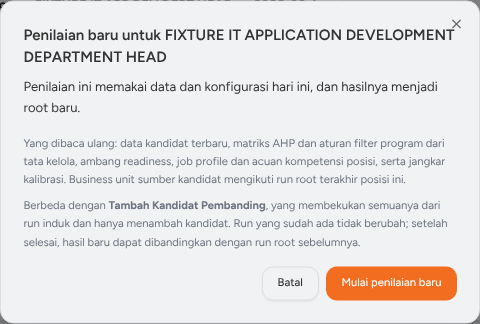 Penilaian baru untuk FIXTURE IT APPLICATION DEVELOPMENT
DEPARTMENT HEAD
Penilaian ini memakai data dan konfigurasi hari ini, dan hasilnya menjadi
root baru.
Yang dibaca ulang: data kandidat terbaru, matriks AHP dan aturan filter program dari
tata kelola, ambang readiness, job profile dan acuan kompetensi posisi, serta jangkar
kalibrasi. Business unit sumber kandidat mengikuti run root terakhir posisi ini.
Berbeda dengan Tambah Kandidat Pembanding, yang membekukan semuanya dari
run induk dan hanya menambah kandidat. Run yang sudah ada tidak berubah; setelah
selesai, hasil baru dapat dibandingkan dengan run root sebelumnya.
Batal
Mulai penilaian baru